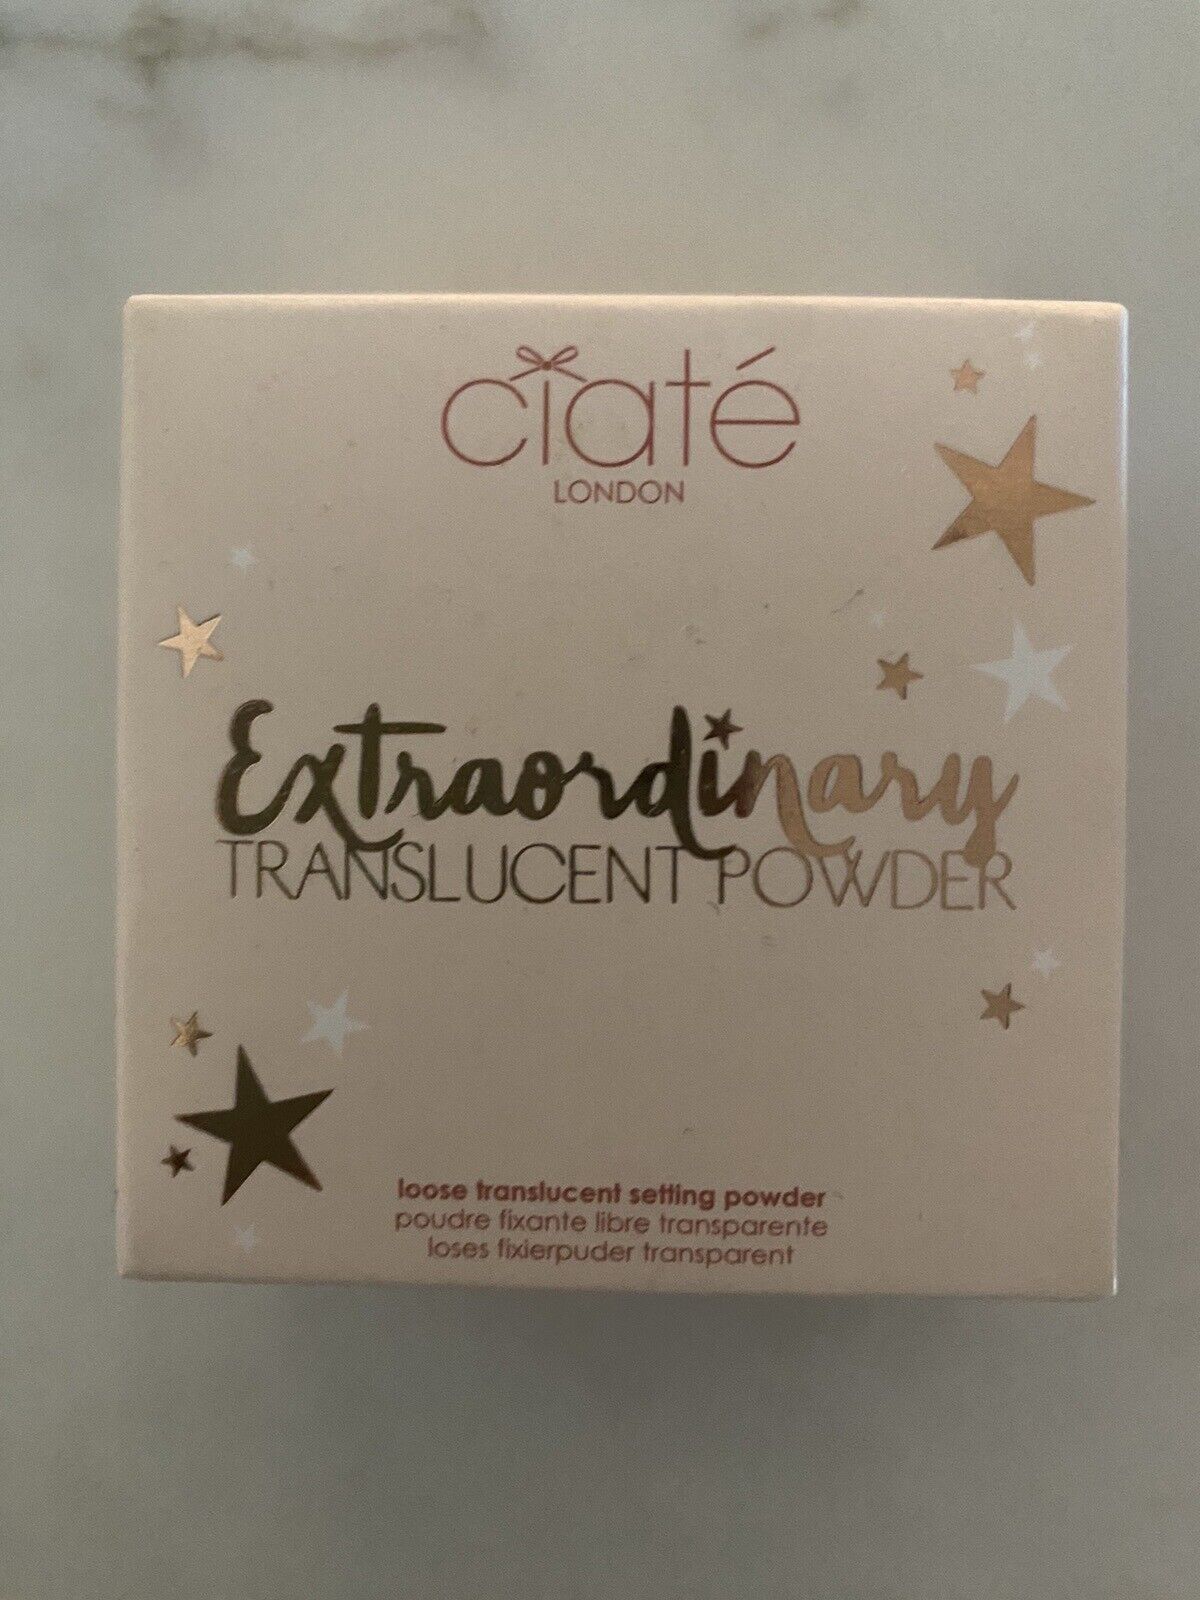 ciaté
LONDON
Extraordinary
TRANSLUCENT POWDER
loose translucent setting powder
poudre fixante libre transparente
loses fixierpuder transparent